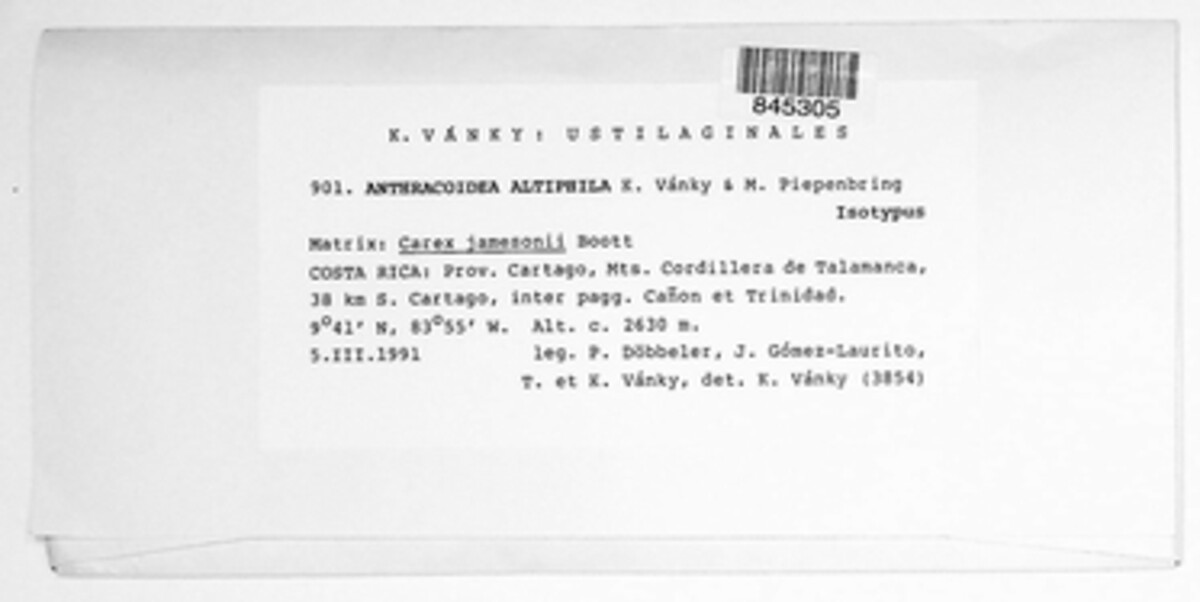 845305
K. VÁNKY: USTILAGINALES
901. ANTHRACOIDEA ALTIPHILA K. Vánky & M. Piepenbring
Isotypus
Matrix: Carex jamesonii Boott
COSTA RICA: Prov. Cartago, Mts. Cordillera de Talamanca,
38 km S. Cartago, inter pagg. Cañon et Trinidad.
9°41' N, 83°55' W. Alt. c. 2630 m.
5.III.1991 leg. P. Döbbeler, J. Gómez-Laurito,
T. et K. Vánky, det. K. Vánky (3854)